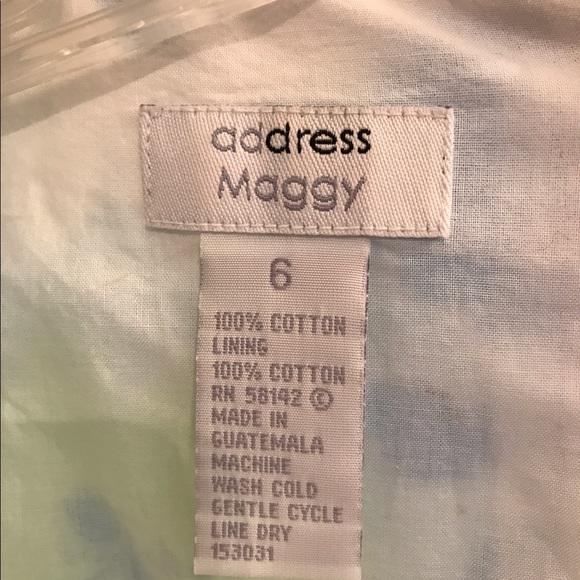 address
Maggy
6
100% COTTON
LINING
100% COTTON
RN 58142 ©
MADE IN
GUATEMALA
MACHINE
WASH COLD
GENTLE CYCLE
LINE DRY
153031